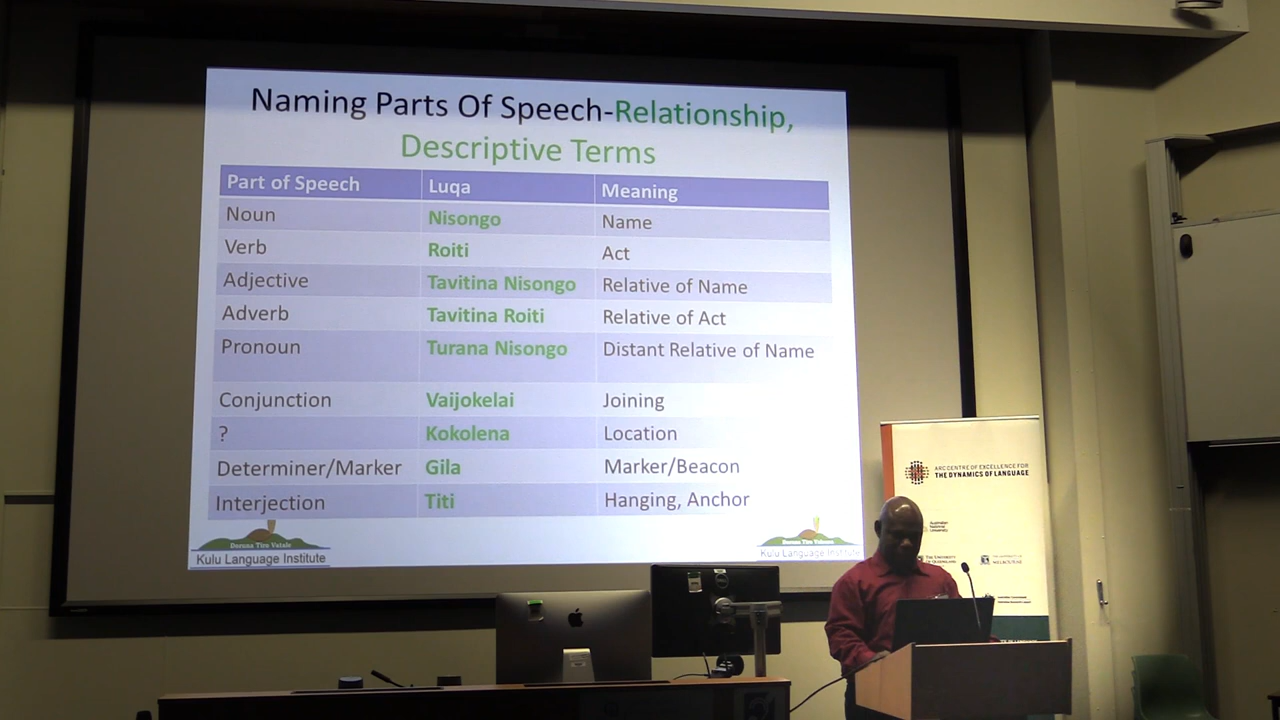 Naming Parts Of Speech-Relationship,
Descriptive Terms
Part of Speech Luqa Meaning
Noun Nisongo Name
Verb Roiti Act
Adjective Tavitina Nisongo Relative of Name
Adverb Tavitina Roiti Relative of Act
Pronoun Turana Nisongo Distant Relative of Name
Conjunction Vaijokelai Joining
? Kokolena Location
Determiner/Marker Gila Marker/Beacon
Interjection Titi Hanging, Anchor
Kulu Language Institute
Kulu Language Institute
ARC CENTRE OF EXCELLENCE FOR
THE DYNAMICS OF LANGUAGE
Australian
National
University